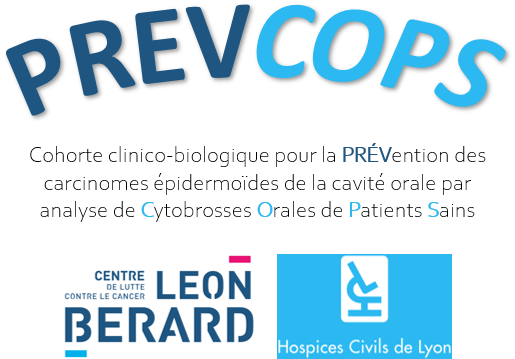 PREVCOPS
Cohorte clinico-biologique pour la PRÉVention des
carcinomes épidermoïdes de la cavité orale par
analyse de Cytobrosses Orales de Patients Sains
CENTRE
DE LUTTE
CONTRE LE CANCER
LEON
BERARD
Hospices Civils de Lyon